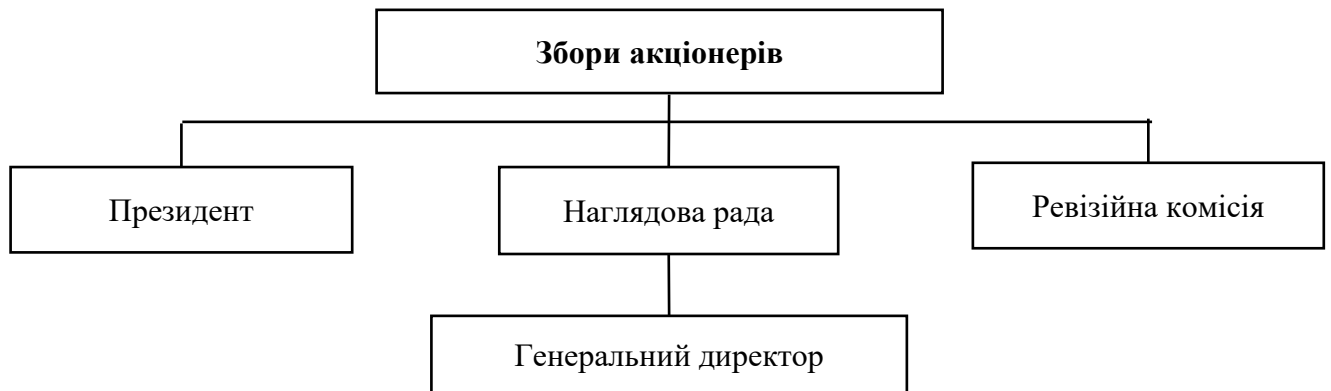 Збори акціонерів
Президент
Наглядова рада
Ревізійна комісія
Генеральний директор